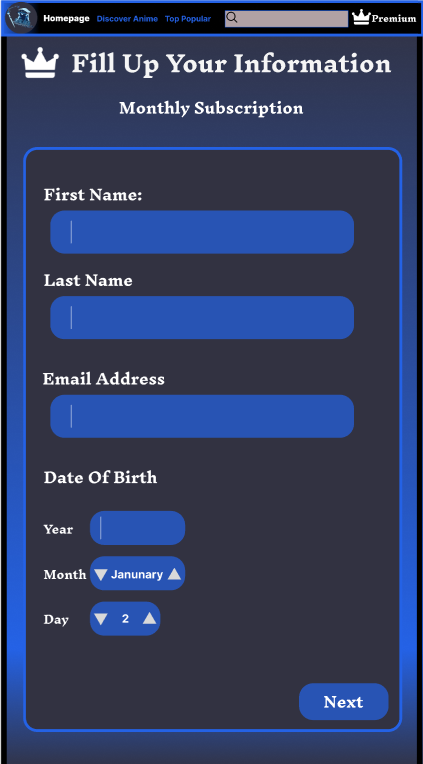 Homepage Discover Anime Top Popular Premium
Fill Up Your Information
Monthly Subscription
First Name:
Last Name
Email Address
Date Of Birth
Year
Month Janunary
Day 2
Next